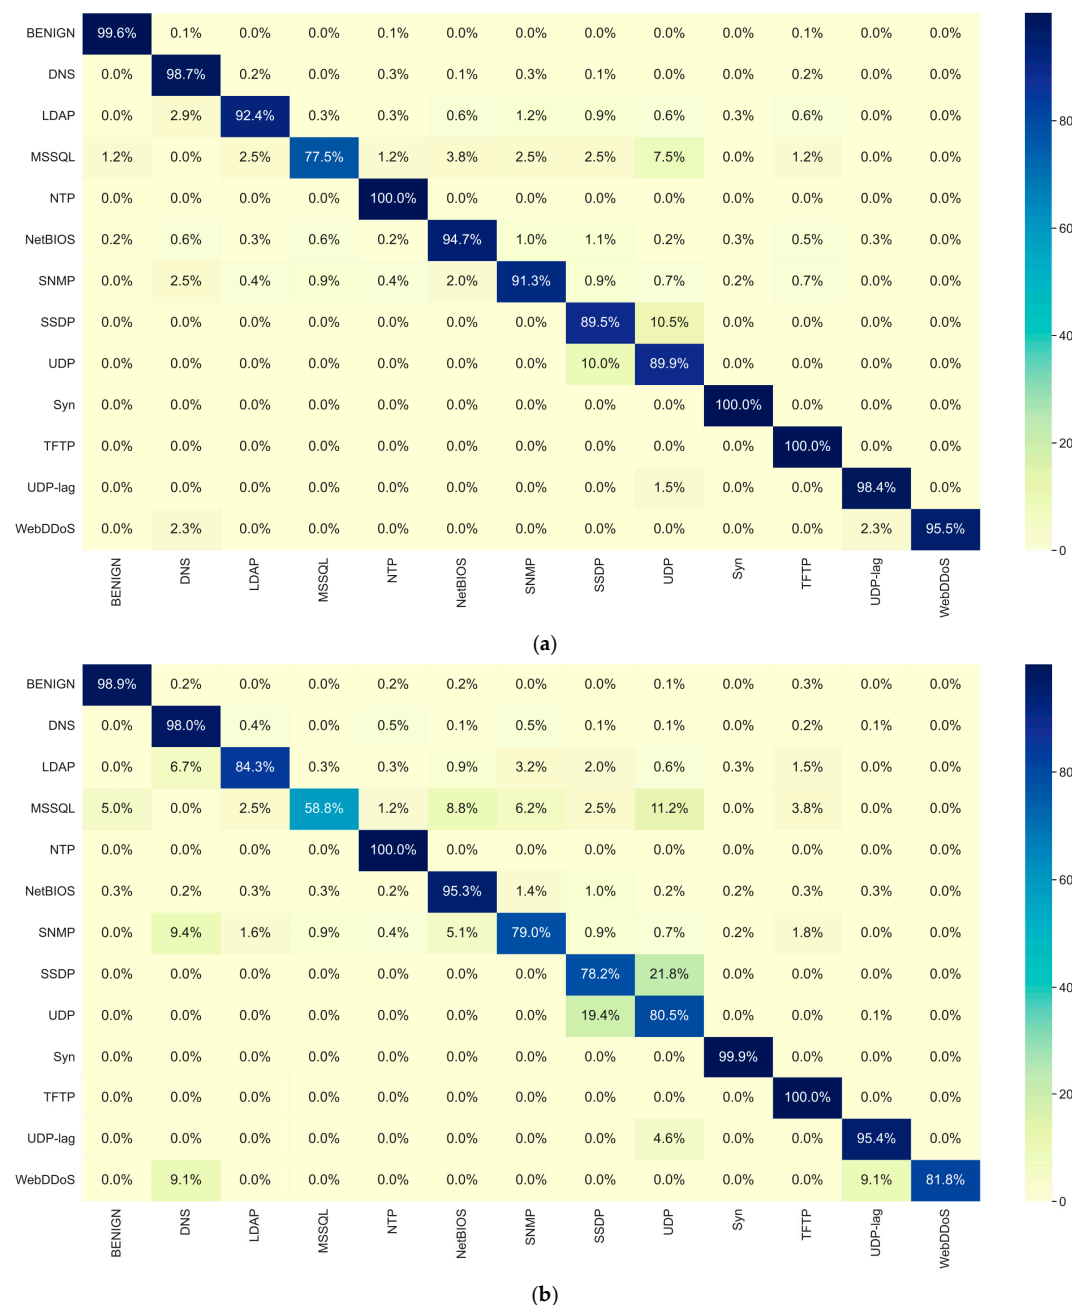 BENIGN 99.6% 0.1% 0.0% 0.0% 0.1% 0.0% 0.0% 0.0% 0.0% 0.0% 0.1% 0.0% 0.0%
DNS 0.0% 98.7% 0.2% 0.0% 0.3% 0.1% 0.3% 0.1% 0.0% 0.0% 0.2% 0.0% 0.0%
80
LDAP 0.0% 2.9% 92.4% 0.3% 0.3% 0.6% 1.2% 0.9% 0.6% 0.3% 0.6% 0.0% 0.0%
MSSQL 1.2% 0.0% 2.5% 77.5% 1.2% 3.8% 2.5% 2.5% 7.5% 0.0% 1.2% 0.0% 0.0%
NTP 0.0% 0.0% 0.0% 0.0% 100.0% 0.0% 0.0% 0.0% 0.0% 0.0% 0.0% 0.0% 0.0%
60
NetBIOS 0.2% 0.6% 0.3% 0.6% 0.2% 94.7% 1.0% 1.1% 0.2% 0.3% 0.5% 0.3% 0.0%
SNMP 0.0% 2.5% 0.4% 0.9% 0.4% 2.0% 91.3% 0.9% 0.7% 0.2% 0.7% 0.0% 0.0%
SSDP 0.0% 0.0% 0.0% 0.0% 0.0% 0.0% 0.0% 89.5% 10.5% 0.0% 0.0% 0.0% 0.0%
40
UDP 0.0% 0.0% 0.0% 0.0% 0.0% 0.0% 0.0% 10.0% 89.9% 0.0% 0.0% 0.0% 0.0%
Syn 0.0% 0.0% 0.0% 0.0% 0.0% 0.0% 0.0% 0.0% 0.0% 100.0% 0.0% 0.0% 0.0%
20
TFTP 0.0% 0.0% 0.0% 0.0% 0.0% 0.0% 0.0% 0.0% 0.0% 0.0% 100.0% 0.0% 0.0%
UDP-lag 0.0% 0.0% 0.0% 0.0% 0.0% 0.0% 0.0% 0.0% 1.5% 0.0% 0.0% 98.4% 0.0%
WebDDoS 0.0% 2.3% 0.0% 0.0% 0.0% 0.0% 0.0% 0.0% 0.0% 0.0% 0.0% 2.3% 95.5%
0
BENIGN DNS LDAP MSSQL NTP NetBIOS SNMP SSDP UDP Syn TFTP UDP-lag WebDDoS
(a)
BENIGN 98.9% 0.2% 0.0% 0.0% 0.2% 0.2% 0.0% 0.0% 0.1% 0.0% 0.3% 0.0% 0.0%
DNS 0.0% 98.0% 0.4% 0.0% 0.5% 0.1% 0.5% 0.1% 0.1% 0.0% 0.2% 0.1% 0.0%
80
LDAP 0.0% 6.7% 84.3% 0.3% 0.3% 0.9% 3.2% 2.0% 0.6% 0.3% 1.5% 0.0% 0.0%
MSSQL 5.0% 0.0% 2.5% 58.8% 1.2% 8.8% 6.2% 2.5% 11.2% 0.0% 3.8% 0.0% 0.0%
NTP 0.0% 0.0% 0.0% 0.0% 100.0% 0.0% 0.0% 0.0% 0.0% 0.0% 0.0% 0.0% 0.0%
60
NetBIOS 0.3% 0.2% 0.3% 0.3% 0.2% 95.3% 1.4% 1.0% 0.2% 0.2% 0.3% 0.3% 0.0%
SNMP 0.0% 9.4% 1.6% 0.9% 0.4% 5.1% 79.0% 0.9% 0.7% 0.2% 1.8% 0.0% 0.0%
SSDP 0.0% 0.0% 0.0% 0.0% 0.0% 0.0% 0.0% 78.2% 21.8% 0.0% 0.0% 0.0% 0.0%
40
UDP 0.0% 0.0% 0.0% 0.0% 0.0% 0.0% 0.0% 19.4% 80.5% 0.0% 0.0% 0.1% 0.0%
Syn 0.0% 0.0% 0.0% 0.0% 0.0% 0.0% 0.0% 0.0% 0.0% 99.9% 0.0% 0.0% 0.0%
20
TFTP 0.0% 0.0% 0.0% 0.0% 0.0% 0.0% 0.0% 0.0% 0.0% 0.0% 100.0% 0.0% 0.0%
UDP-lag 0.0% 0.0% 0.0% 0.0% 0.0% 0.0% 0.0% 0.0% 4.6% 0.0% 0.0% 95.4% 0.0%
WebDDoS 0.0% 9.1% 0.0% 0.0% 0.0% 0.0% 0.0% 0.0% 0.0% 0.0% 0.0% 9.1% 81.8%
0
BENIGN DNS LDAP MSSQL NTP NetBIOS SNMP SSDP UDP Syn TFTP UDP-lag WebDDoS
(b)